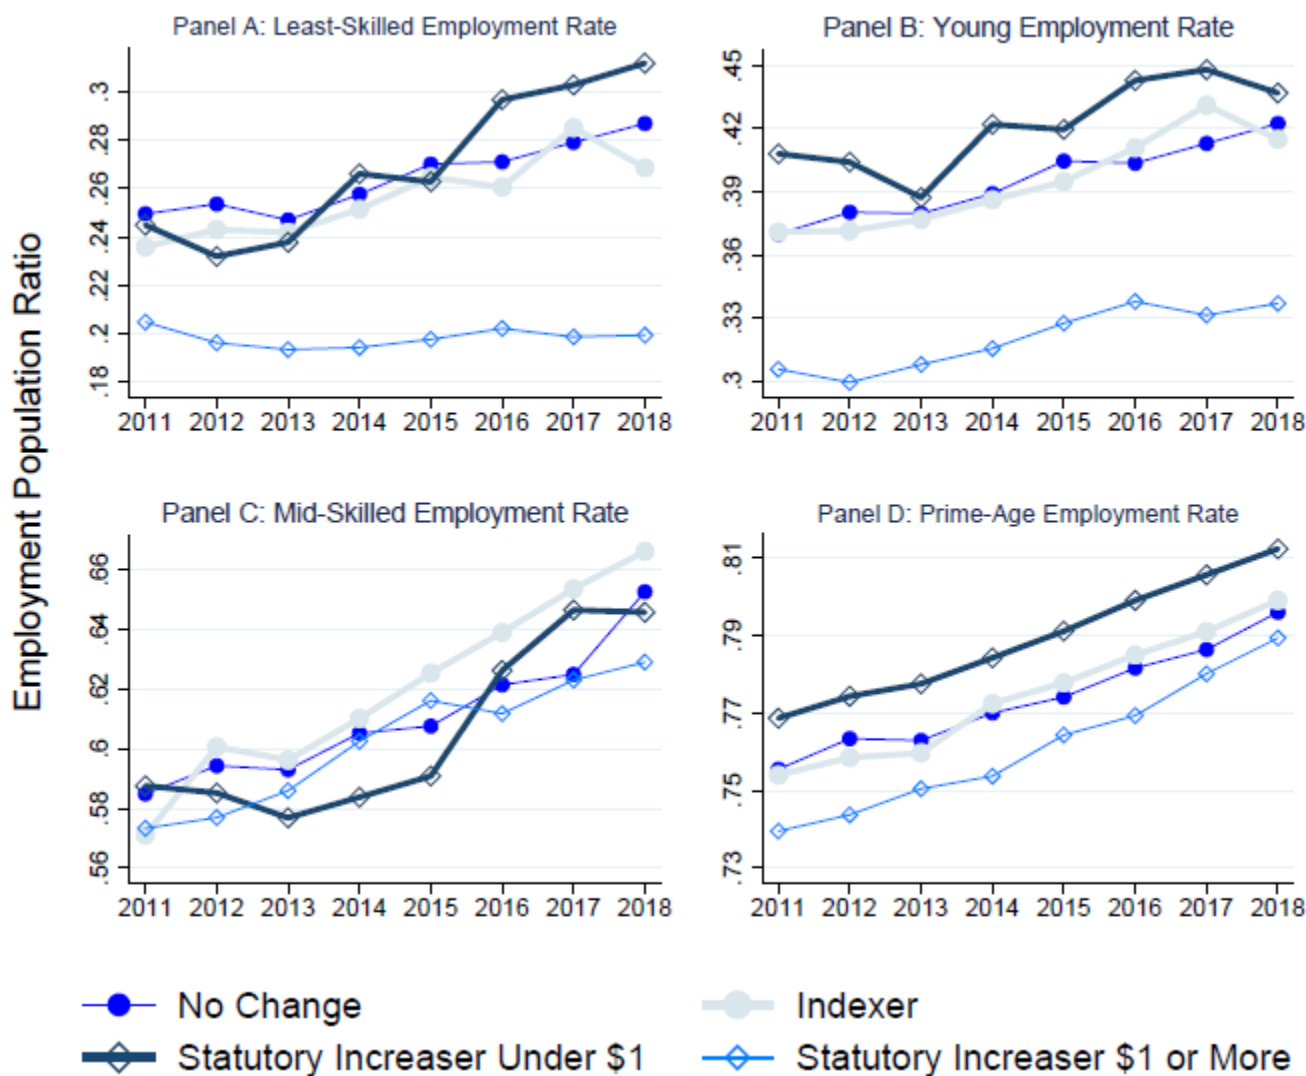 Panel A: Least-Skilled Employment Rate
Panel B: Young Employment Rate
Employment Population Ratio
.3
.28
.26
.24
.22
.2
.18
2011 2012 2013 2014 2015 2016 2017 2018
.45
.42
.39
.36
.33
.3
2011 2012 2013 2014 2015 2016 2017 2018
Panel C: Mid-Skilled Employment Rate
Panel D: Prime-Age Employment Rate
.66
.64
.62
.6
.58
.56
2011 2012 2013 2014 2015 2016 2017 2018
.81
.79
.77
.75
.73
2011 2012 2013 2014 2015 2016 2017 2018
No Change
Indexer
Statutory Increaser Under $1
Statutory Increaser $1 or More